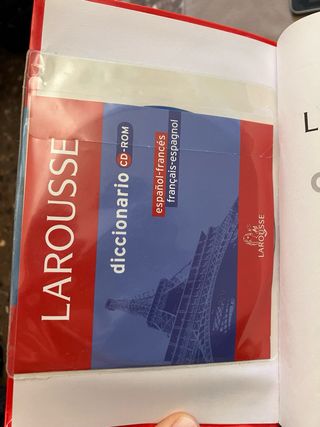 LAROUSSE
diccionario CD-ROM
español-francés
français-espagnol
LAROUSSE